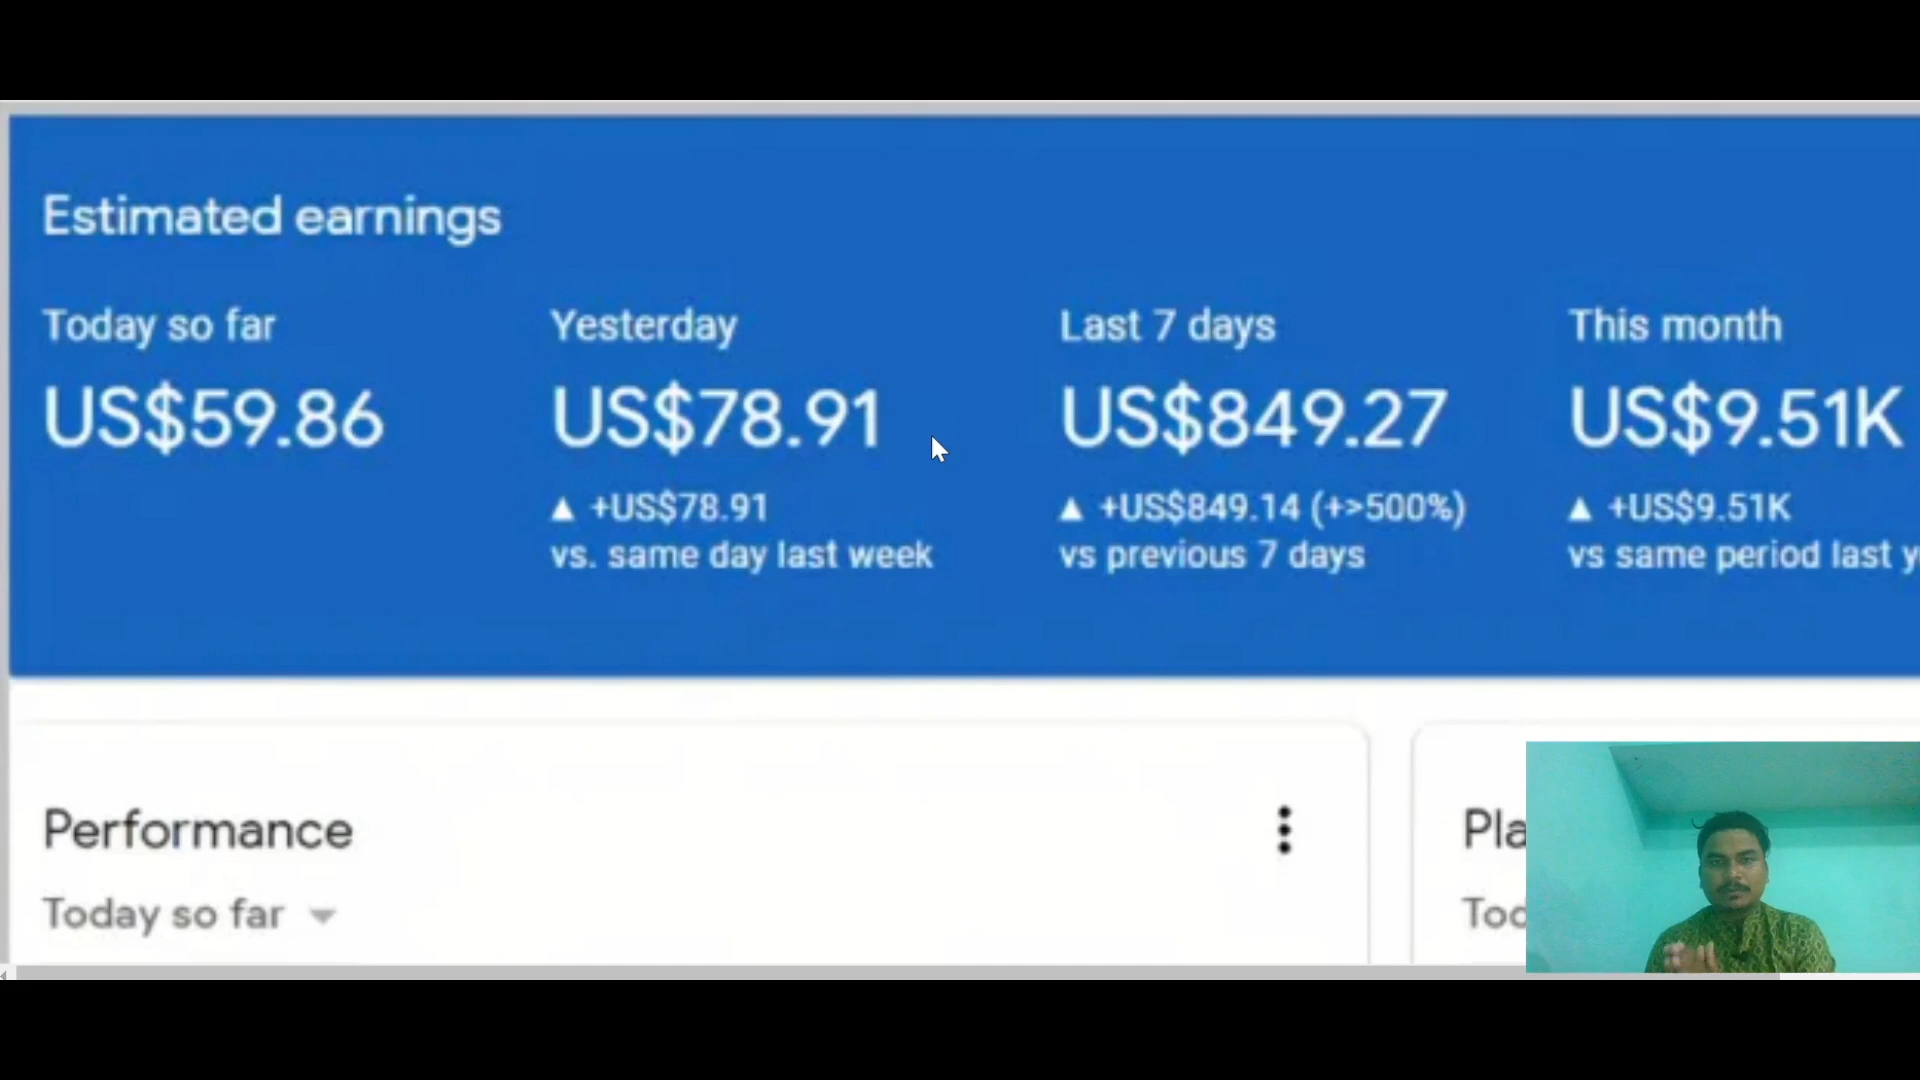 Estimated earnings
Today so far
US$59.86
Yesterday
US$78.91
▲ +US$78.91
vs. same day last week
Last 7 days
US$849.27
▲ +US$849.14 (+>500%)
vs previous 7 days
This month
US$9.51K
▲ +US$9.51K
vs same period last y
Performance
Today so far
Pla
Too